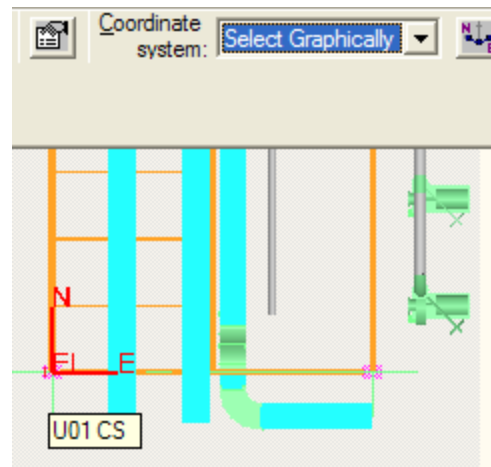 Coordinate
system:
Select Graphically
N
N
EL
E
U01 CS